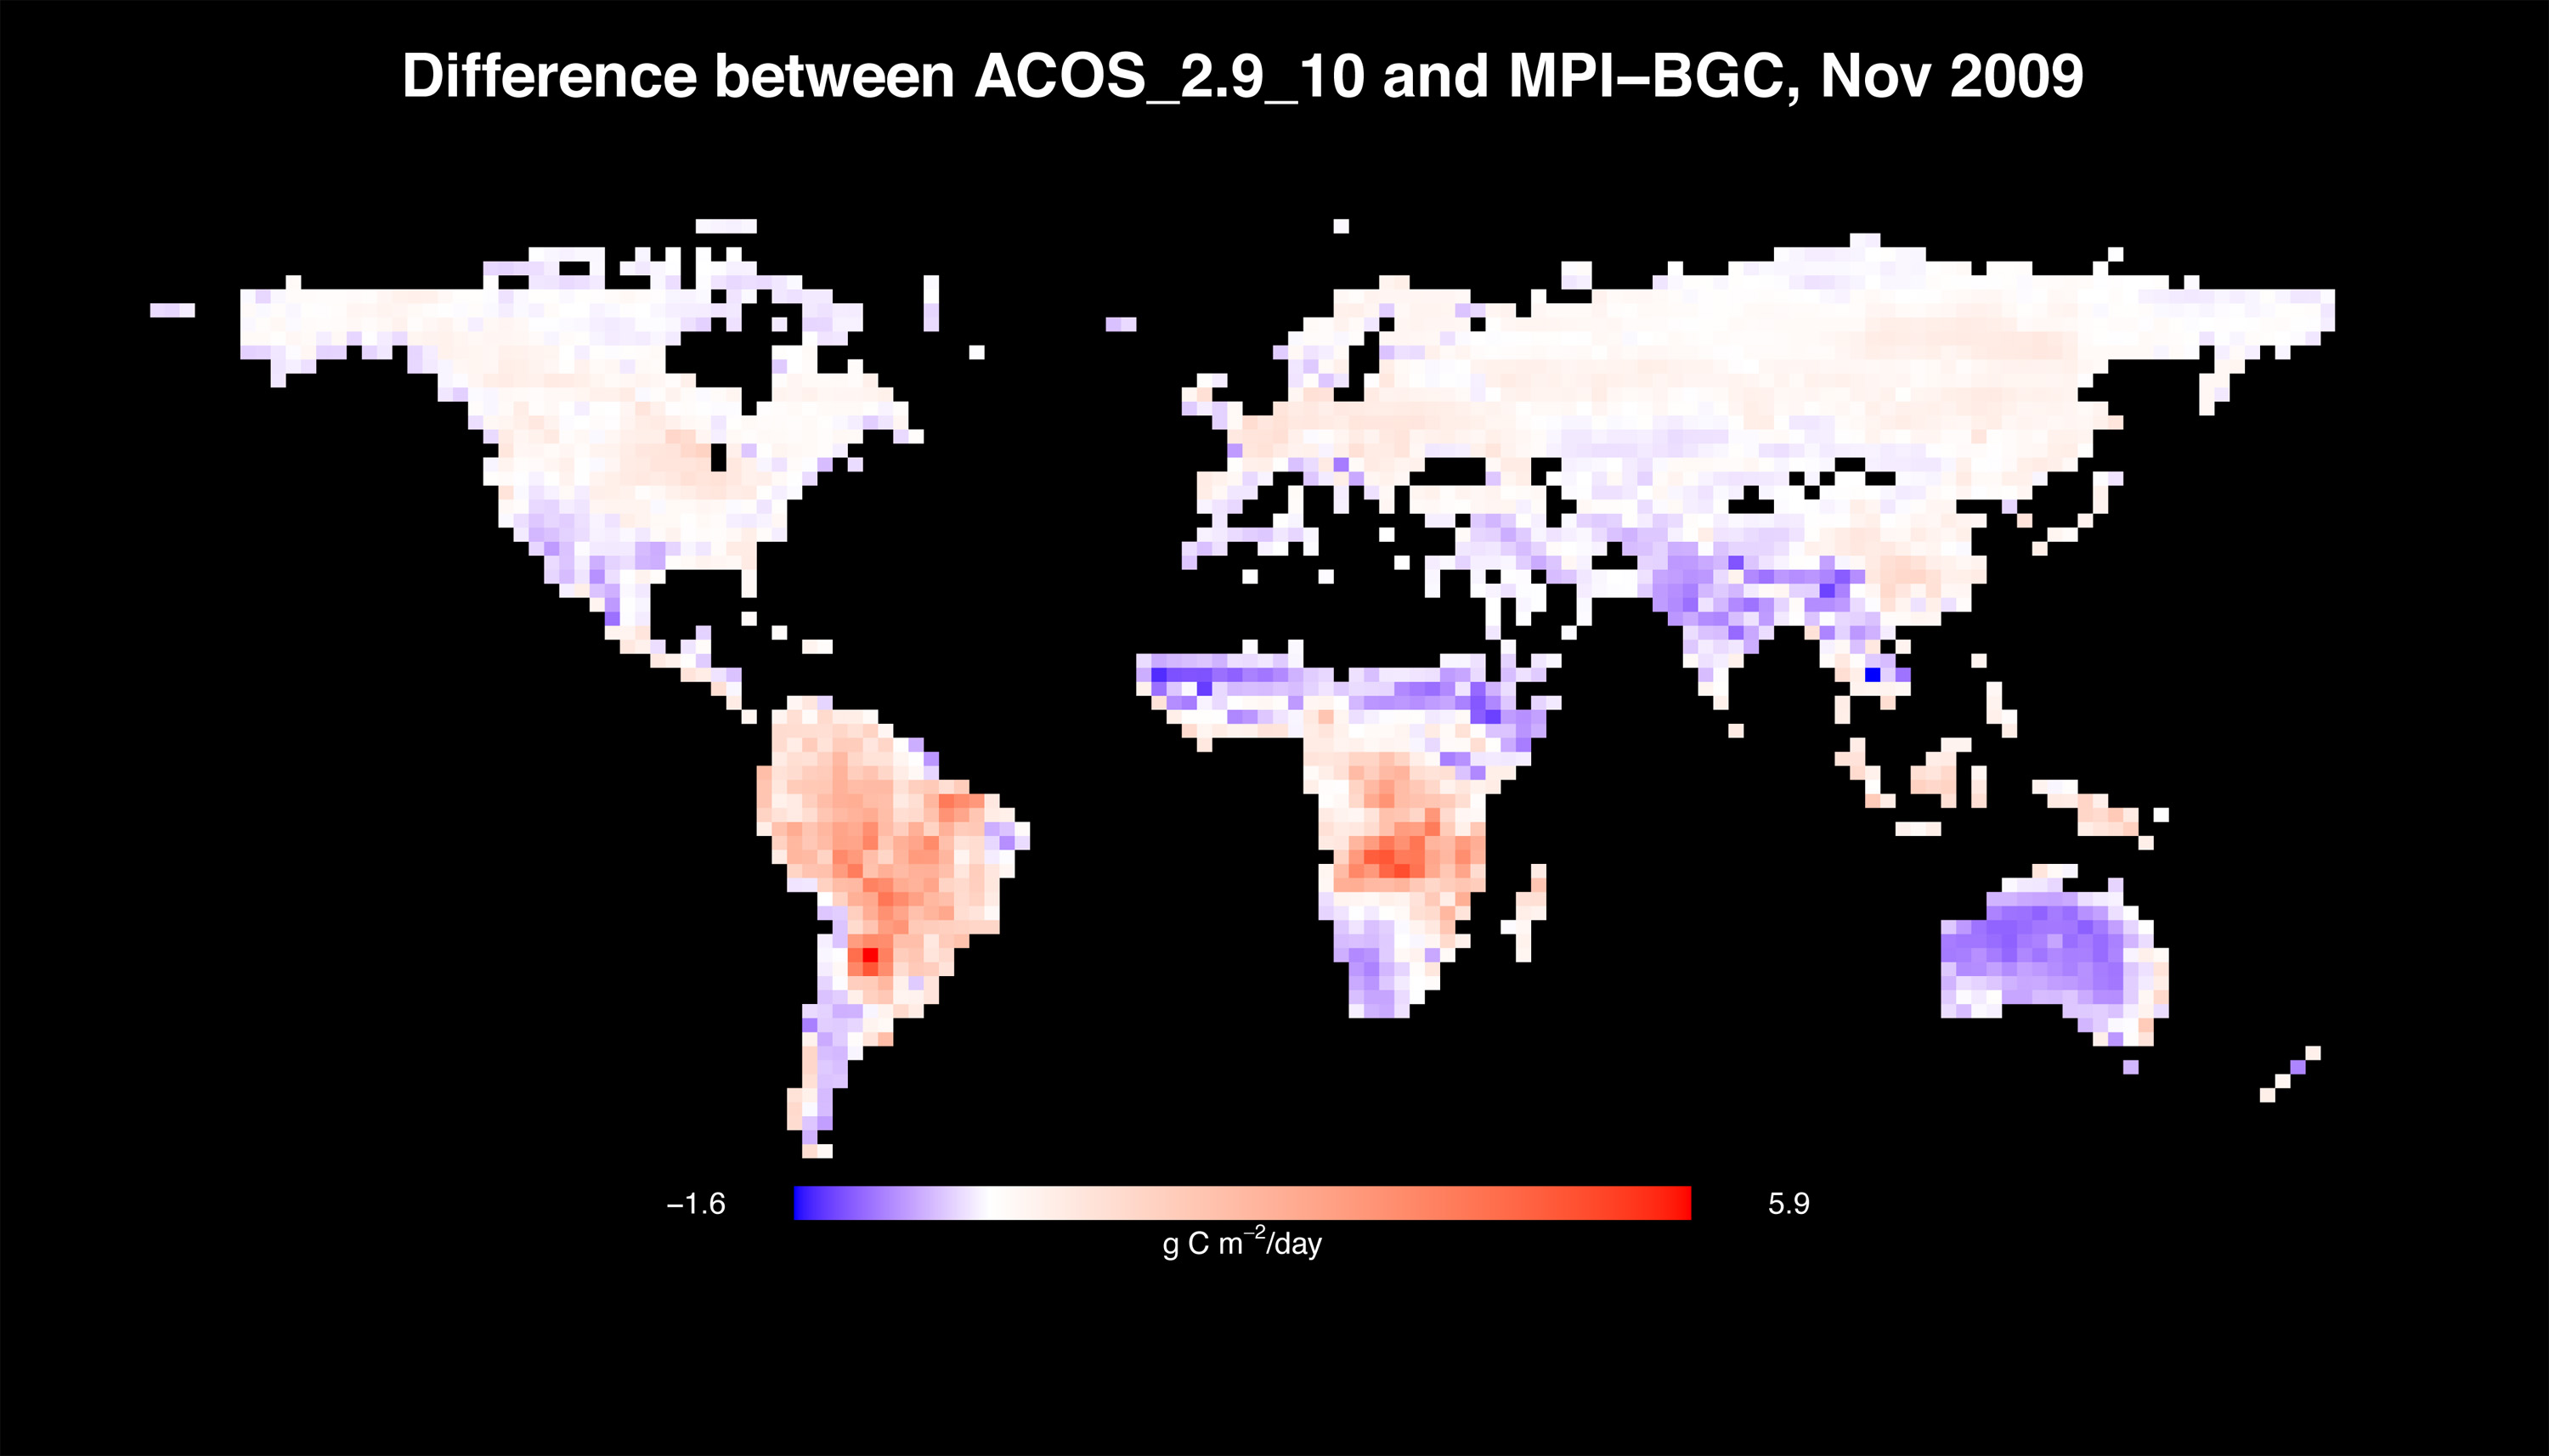 Difference between ACOS_2.9_10 and MPI−BGC, Nov 2009
−1.6 5.9
g C m⁻²/day